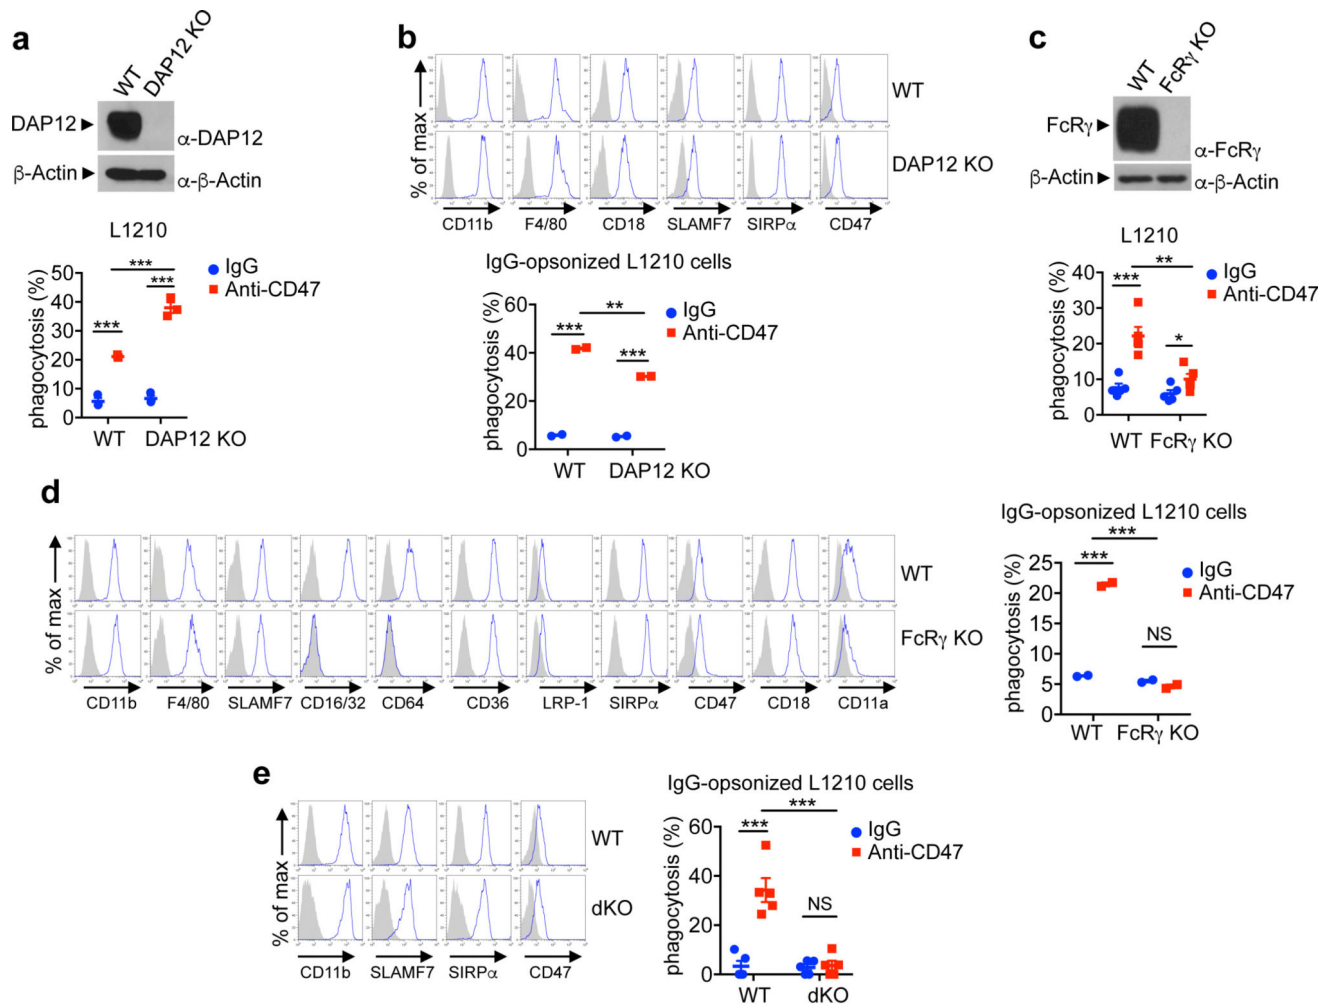 a
WT
DAP12 KO
DAP12
α-DAP12
β-Actin
α-β-Actin
L1210
phagocytosis (%)
50
40
30
20
10
0
***
***
***
IgG
Anti-CD47
WT
DAP12 KO
b
% of max
WT
DAP12 KO
CD11b
F4/80
CD18
SLAMF7
SIRPα
CD47
IgG-opsonized L1210 cells
phagocytosis (%)
60
40
20
0
**
***
***
IgG
Anti-CD47
WT
DAP12 KO
c
WT
FcRγ KO
FcRγ
α-FcRγ
β-Actin
α-β-Actin
L1210
phagocytosis (%)
40
30
20
10
0
**
***
*
IgG
Anti-CD47
WT
FcRγ KO
d
% of max
WT
FcRγ KO
CD11b
F4/80
SLAMF7
CD16/32
CD64
CD36
LRP-1
SIRPα
CD47
CD18
CD11a
IgG-opsonized L1210 cells
phagocytosis (%)
25
20
15
10
5
0
***
***
NS
IgG
Anti-CD47
WT
FcRγ KO
e
% of max
WT
dKO
CD11b
SLAMF7
SIRPα
CD47
IgG-opsonized L1210 cells
phagocytosis (%)
60
40
20
0
***
***
NS
IgG
Anti-CD47
WT
dKO